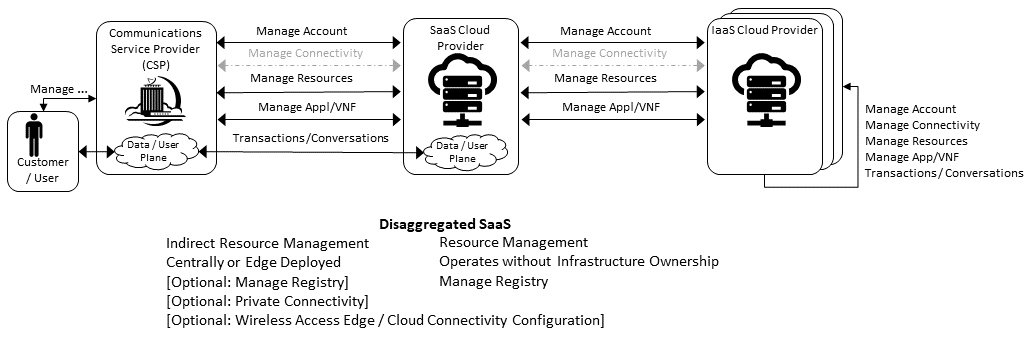 Communications
Service Provider
(CSP)
Manage ...
Customer
/ User
Data / User
Plane
Manage Account
Manage Connectivity
Manage Resources
Manage Appl/VNF
Transactions/Conversations
SaaS Cloud
Provider
Data / User
Plane
Manage Account
Manage Connectivity
Manage Resources
Manage Appl/VNF
IaaS Cloud Provider
Manage Account
Manage Connectivity
Manage Resources
Manage App/VNF
Transactions/Conversations
Disaggregated SaaS
Indirect Resource Management
Centrally or Edge Deployed
[Optional: Manage Registry]
[Optional: Private Connectivity]
[Optional: Wireless Access Edge / Cloud Connectivity Configuration]
Resource Management
Operates without Infrastructure Ownership
Manage Registry